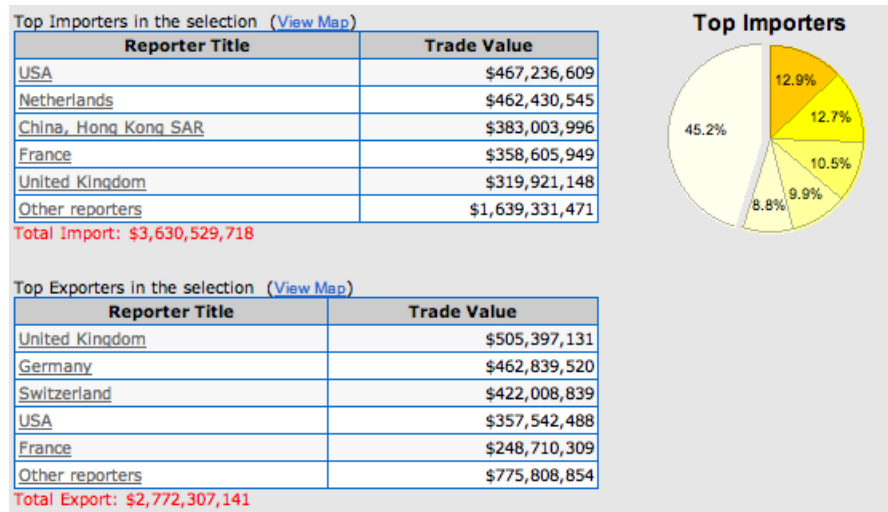 Top Importers in the selection (View Map)
Reporter Title Trade Value
USA $467,236,609
Netherlands $462,430,545
China, Hong Kong SAR $383,003,996
France $358,605,949
United Kingdom $319,921,148
Other reporters $1,639,331,471
Total Import: $3,630,529,718
Top Importers
12.9%
12.7%
10.5%
9.9%
8.8%
45.2%
Top Exporters in the selection (View Map)
Reporter Title Trade Value
United Kingdom $505,397,131
Germany $462,839,520
Switzerland $422,008,839
USA $357,542,488
France $248,710,309
Other reporters $775,808,854
Total Export: $2,772,307,141